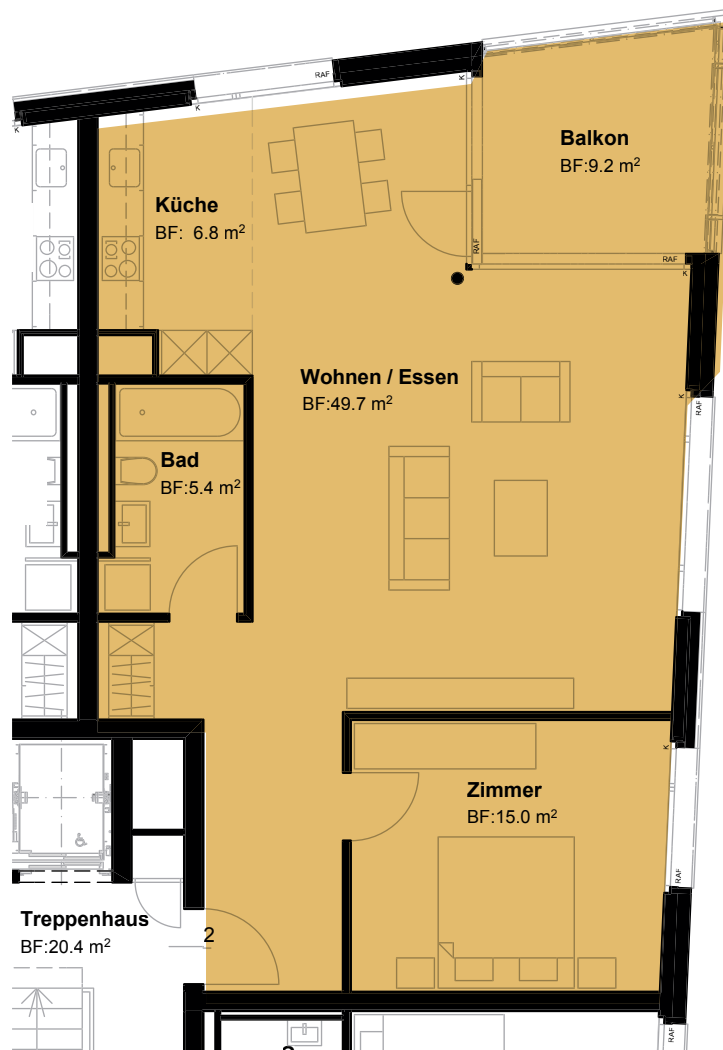 RAF
K
K
Balkon
BF:9.2 m²
Küche
BF: 6.8 m²
RAF
RAF
K
Wohnen / Essen
BF:49.7 m²
K
RAF
Bad
BF:5.4 m²
K
Zimmer
BF:15.0 m²
RAF
Treppenhaus
BF:20.4 m²
2
RAF